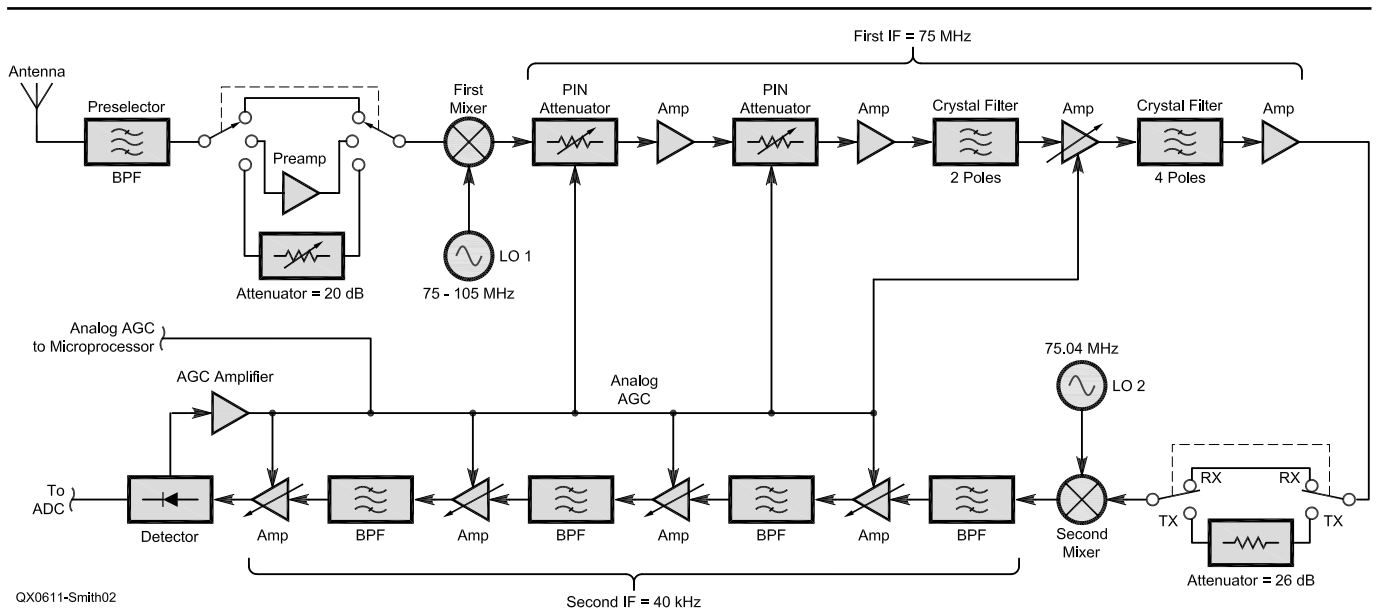 First IF = 75 MHz
Antenna
Preselector
BPF
Preamp
Attenuator = 20 dB
First
Mixer
LO 1
75 - 105 MHz
PIN
Attenuator
Amp
PIN
Attenuator
Amp
Crystal Filter
2 Poles
Amp
Crystal Filter
4 Poles
Amp
Analog AGC
to Microprocessor
AGC Amplifier
Analog
AGC
75.04 MHz
LO 2
To
ADC
Detector
Amp
BPF
Amp
BPF
Amp
BPF
Amp
BPF
Second
Mixer
RX
RX
TX
TX
Attenuator = 26 dB
Second IF = 40 kHz
QX0611-Smith02